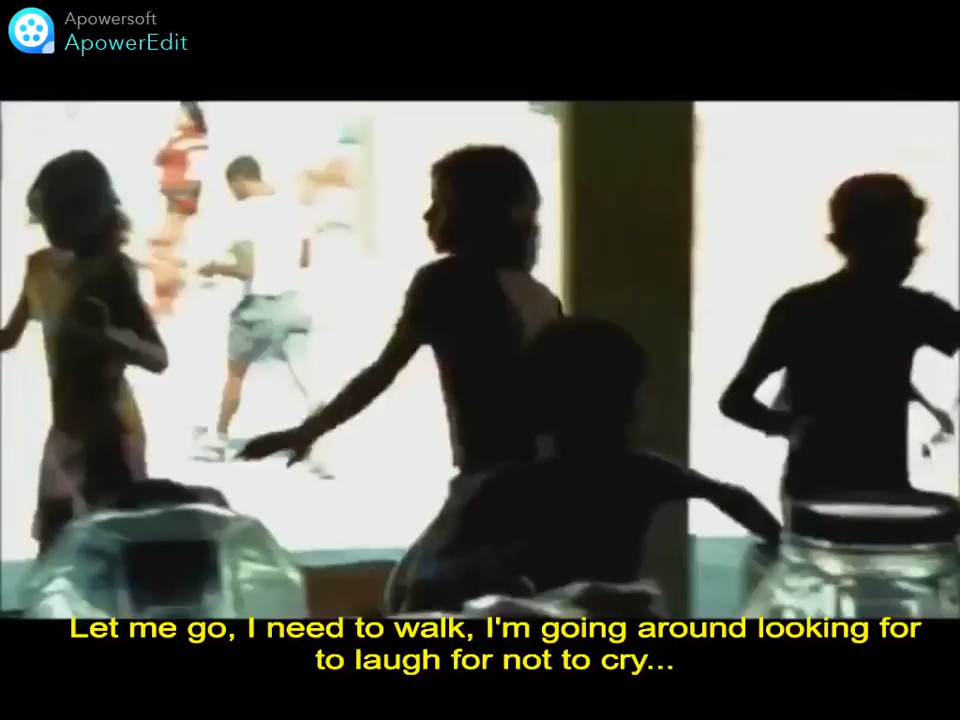 Apowersoft
ApowerEdit
Let me go, I need to walk, I'm going around looking for
to laugh for not to cry...